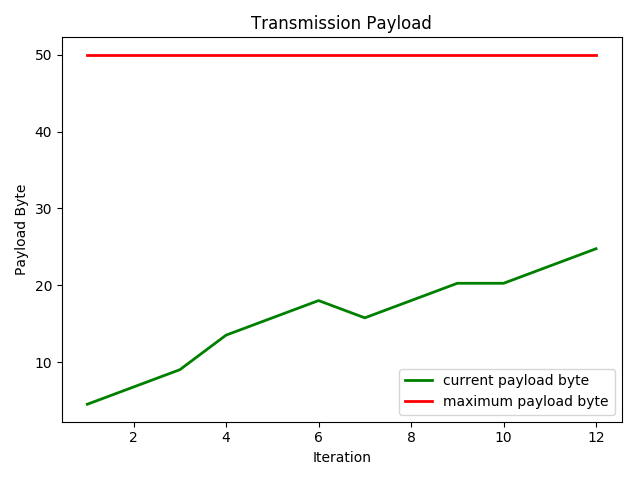 Transmission Payload
50
40
30
20
10
Payload Byte
2 4 6 8 10 12
Iteration
current payload byte
maximum payload byte